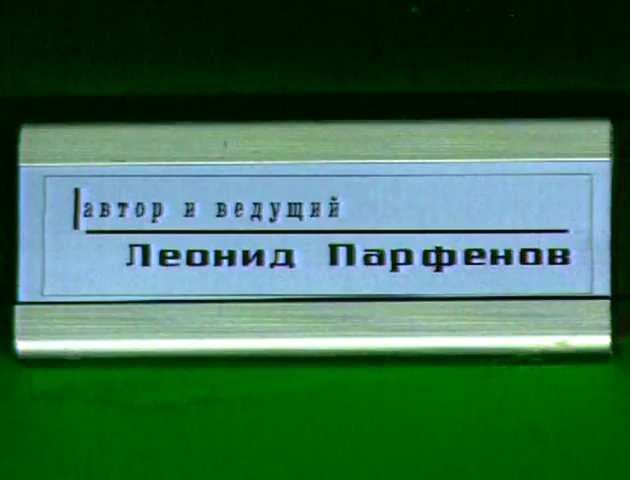 автор и ведущий
Леонид Парфенов